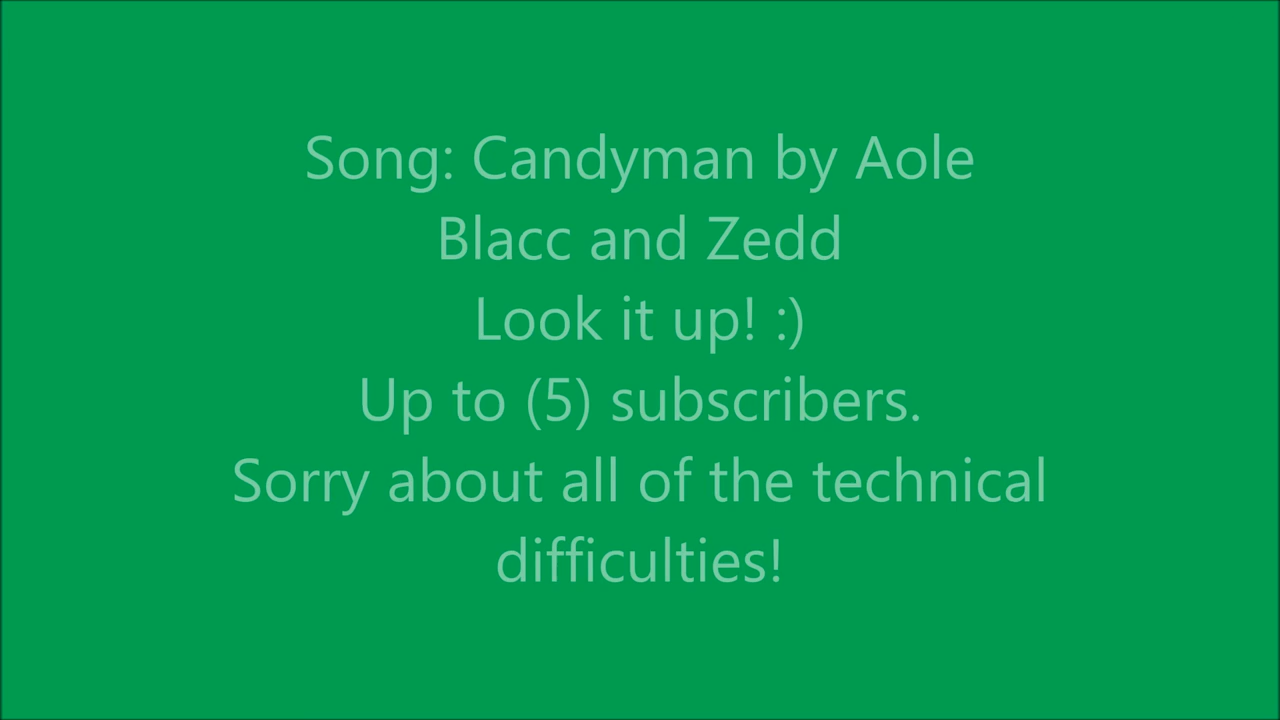 Song: Candyman by Aole
Blacc and Zedd
Look it up! :)
Up to (5) subscribers.
Sorry about all of the technical
difficulties!